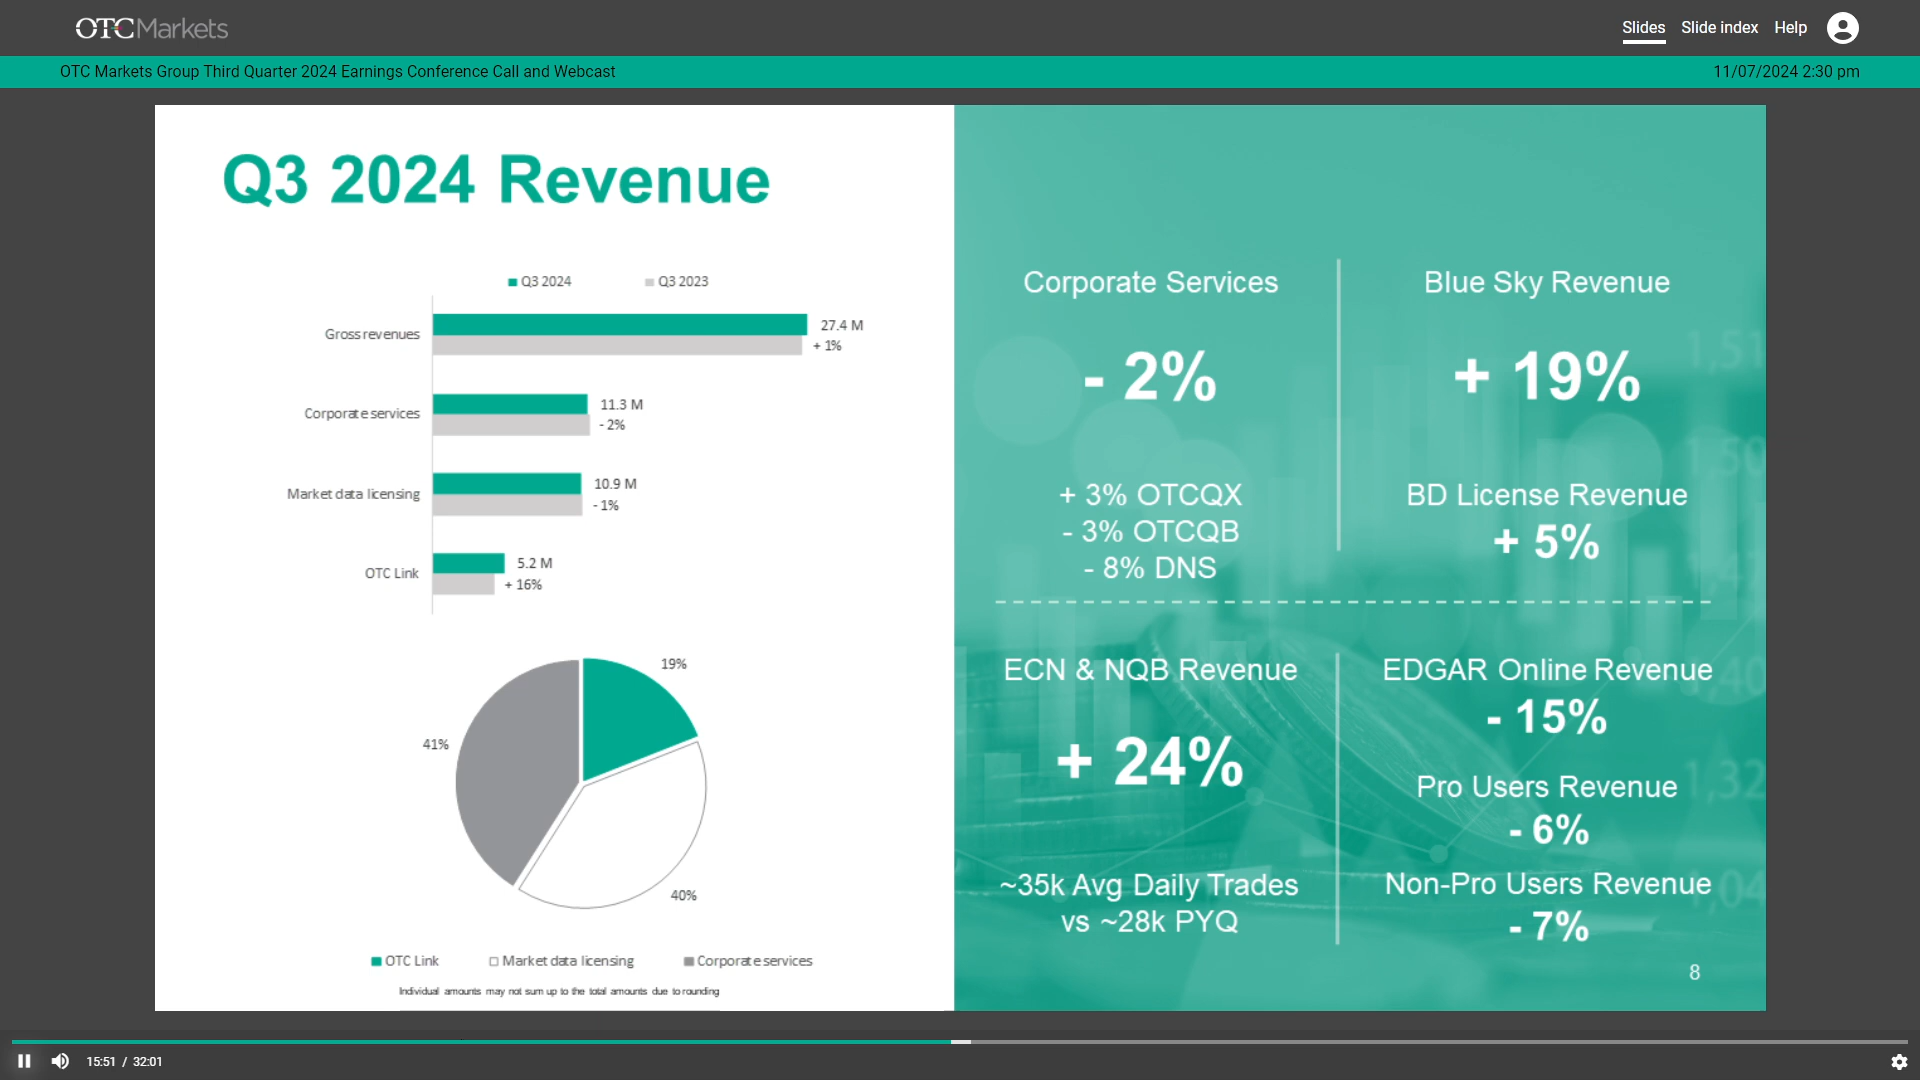 OTCMarkets
Slides
Slide index
Help
OTC Markets Group Third Quarter 2024 Earnings Conference Call and Webcast
11/07/2024 2:30 pm
Q3 2024 Revenue
Q3 2024
Q3 2023
Gross revenues
27.4 M
+ 1%
Corporate services
11.3 M
- 2%
Market data licensing
10.9 M
- 1%
OTC Link
5.2 M
+ 16%
19%
41%
40%
OTC Link
Market data licensing
Corporate services
Individual amounts may not sum up to the total amounts due to rounding
Corporate Services
- 2%
+ 3% OTCQX
- 3% OTCQB
- 8% DNS
Blue Sky Revenue
+ 19%
BD License Revenue
+ 5%
ECN & NQB Revenue
+ 24%
~35k Avg Daily Trades
vs ~28k PYQ
EDGAR Online Revenue
- 15%
Pro Users Revenue
- 6%
Non-Pro Users Revenue
- 7%
8
15:51 / 32:01